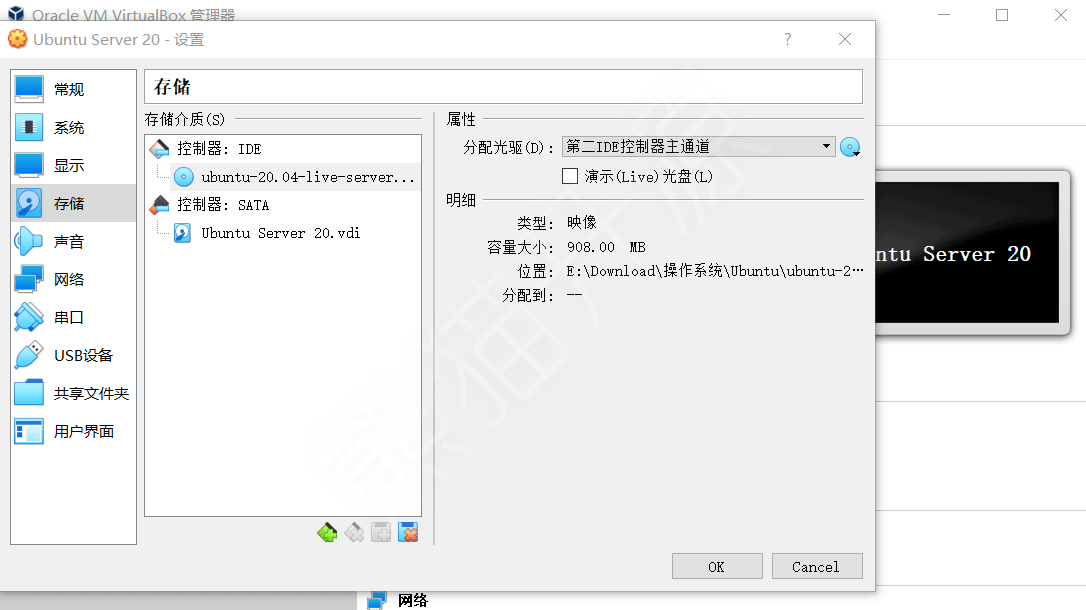 Oracle VM VirtualBox 管理器
Ubuntu Server 20 - 设置
?
常规
系统
显示
存储
声音
网络
串口
USB设备
共享文件夹
用户界面
存储
存储介质(S)
控制器: IDE
ubuntu-20.04-live-server...
控制器: SATA
Ubuntu Server 20.vdi
属性
分配光驱(D): 第二IDE控制器主通道
演示(Live)光盘(L)
明细
类型: 映像
容量大小: 908.00 MB
位置: E:\Download\操作系统\Ubuntu\ubuntu-2…
分配到: --
OK
Cancel
ntu Server 20
网络
熊猫开源